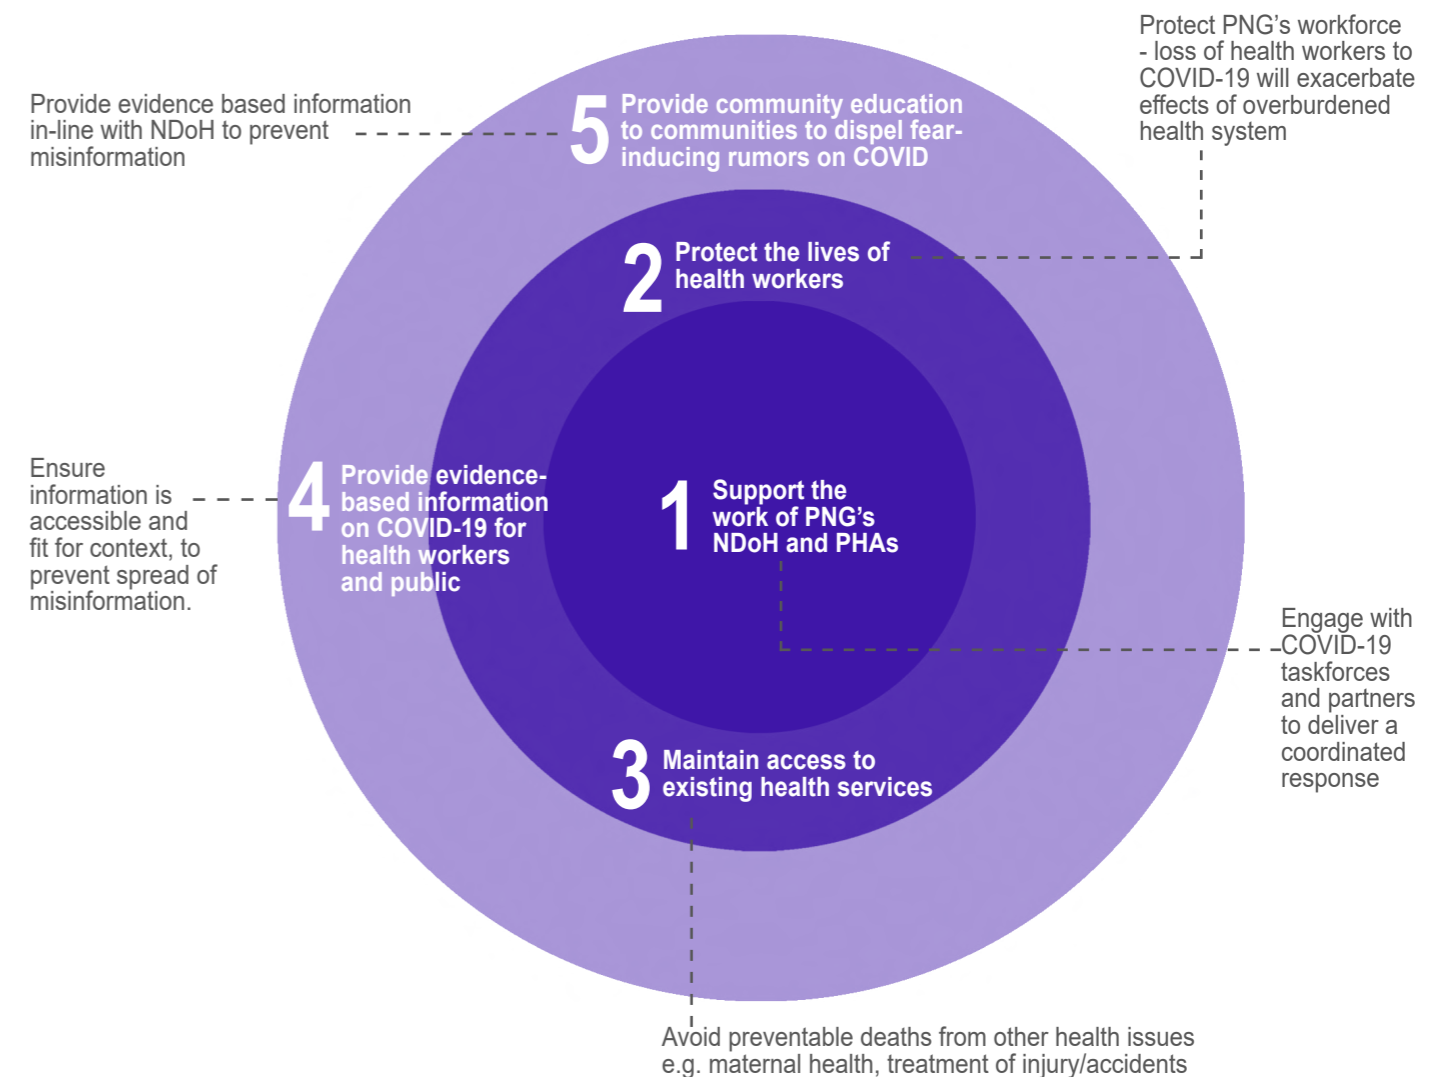 Protect PNG’s workforce
- loss of health workers to
COVID-19 will exacerbate
effects of overburdened
health system
Provide evidence based information
in-line with NDoH to prevent
misinformation
5
Provide community education
to communities to dispel fear-
inducing rumors on COVID
2
Protect the lives of
health workers
Ensure
information is
accessible and
fit for context, to
prevent spread of
misinformation.
4
Provide evidence-
based information
on COVID-19 for
health workers
and public
1
Support the
work of PNG’s
NDoH and PHAs
Engage with
COVID-19
taskforces
and partners
to deliver a
coordinated
response
3
Maintain access to
existing health services
Avoid preventable deaths from other health issues
e.g. maternal health, treatment of injury/accidents